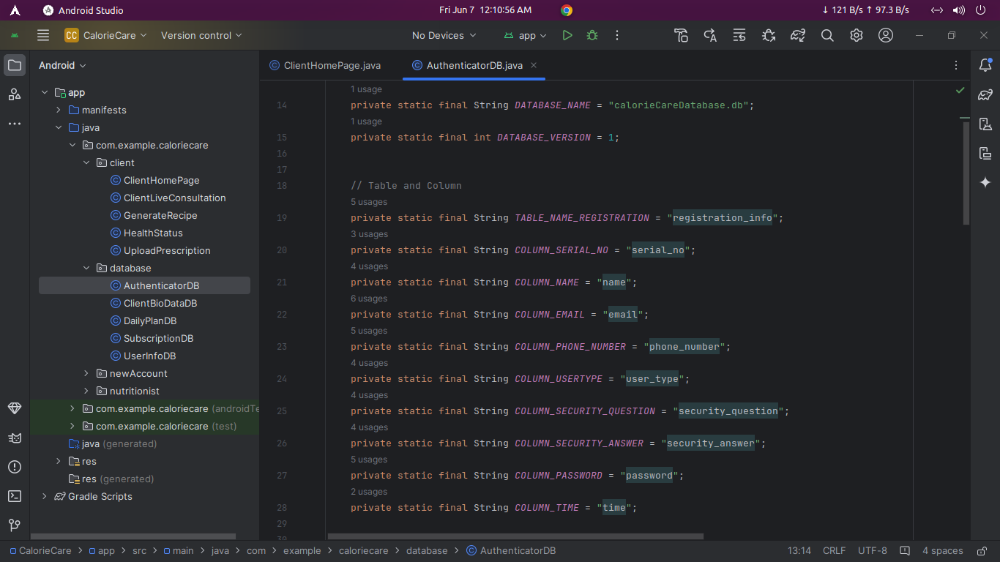 Android Studio
Fri Jun 7 12:10:56 AM
↓ 121 B/s ↑ 97.3 B/s
CC CalorieCare
Version control
No Devices
app
Android
ClientHomePage.java
AuthenticatorDB.java
app
manifests
java
com.example.caloriecare
client
ClientHomePage
ClientLiveConsultation
GenerateRecipe
HealthStatus
UploadPrescription
database
AuthenticatorDB
ClientBioDataDB
DailyPlanDB
SubscriptionDB
UserInfoDB
newAccount
nutritionist
com.example.caloriecare (androidTe
com.example.caloriecare (test)
java (generated)
res
res (generated)
Gradle Scripts
1 usage
14 private static final String DATABASE_NAME = "calorieCareDatabase.db";
1 usage
15 private static final int DATABASE_VERSION = 1;
16
17
18 // Table and Column
5 usages
19 private static final String TABLE_NAME_REGISTRATION = "registration_info";
3 usages
20 private static final String COLUMN_SERIAL_NO = "serial_no";
4 usages
21 private static final String COLUMN_NAME = "name";
6 usages
22 private static final String COLUMN_EMAIL = "email";
5 usages
23 private static final String COLUMN_PHONE_NUMBER = "phone_number";
4 usages
24 private static final String COLUMN_USERTYPE = "user_type";
4 usages
25 private static final String COLUMN_SECURITY_QUESTION = "security_question";
4 usages
26 private static final String COLUMN_SECURITY_ANSWER = "security_answer";
5 usages
27 private static final String COLUMN_PASSWORD = "password";
2 usages
28 private static final String COLUMN_TIME = "time";
29
30
CalorieCare > app > src > main > java > com > example > caloriecare > database > AuthenticatorDB
13:14 CRLF UTF-8 4 spaces